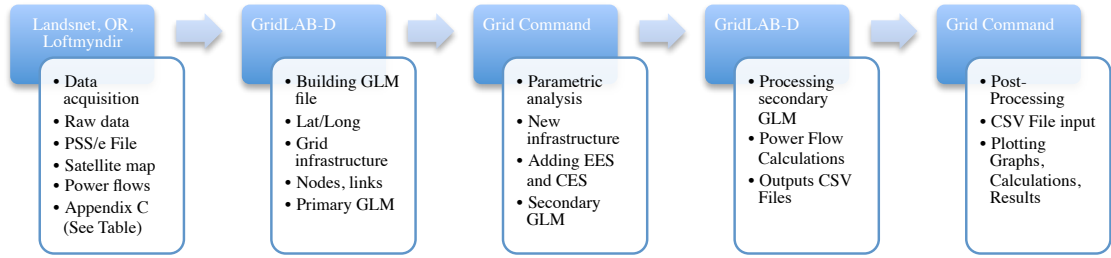 Landsnet, OR,
Loftmyndir
• Data
acquisition
• Raw data
• PSS/e File
• Satellite map
• Power flows
• Appendix C
(See Table)
GridLAB-D
• Building GLM
file
• Lat/Long
• Grid
infrastructure
• Nodes, links
• Primary GLM
Grid Command
• Parametric
analysis
• New
infrastructure
• Adding EES
and CES
• Secondary
GLM
GridLAB-D
• Processing
secondary
GLM
• Power Flow
Calculations
• Outputs CSV
Files
Grid Command
• Post-
Processing
• CSV File input
• Plotting
Graphs,
Calculations,
Results